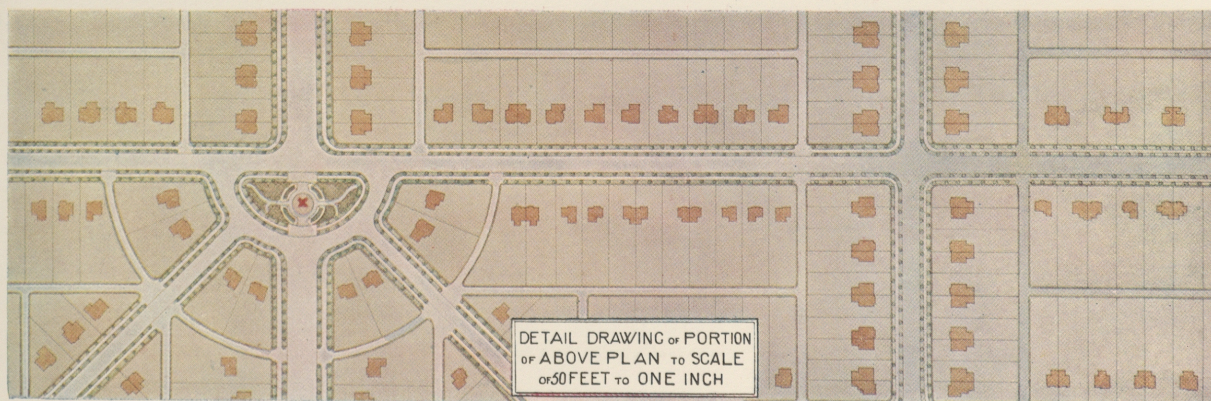 DETAIL DRAWING OF PORTION
OF ABOVE PLAN TO SCALE
OF 50 FEET TO ONE INCH